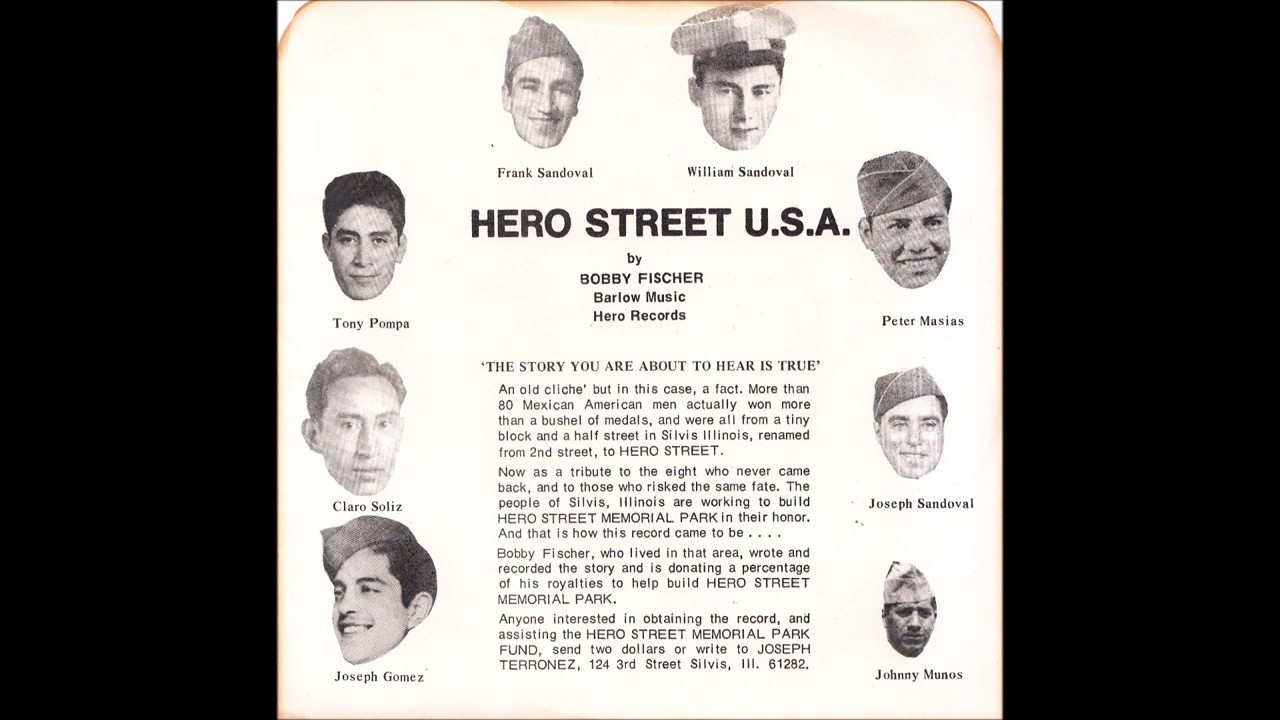 Frank Sandoval
William Sandoval
HERO STREET U.S.A.
by
BOBBY FISCHER
Barlow Music
Hero Records
Tony Pompa
Peter Masias
'THE STORY YOU ARE ABOUT TO HEAR IS TRUE'
An old cliche' but in this case, a fact. More than
80 Mexican American men actually won more
than a bushel of medals, and were all from a tiny
block and a half street in Silvis Illinois, renamed
from 2nd street, to HERO STREET.
Now as a tribute to the eight who never came
back, and to those who risked the same fate. The
people of Silvis, Illinois are working to build
HERO STREET MEMORIAL PARK in their honor.
And that is how this record came to be . . . .
Bobby Fischer, who lived in that area, wrote and
recorded the story and is donating a percentage
of his royalties to help build HERO STREET
MEMORIAL PARK.
Anyone interested in obtaining the record, and
assisting the HERO STREET MEMORIAL PARK
FUND, send two dollars or write to JOSEPH
TERRONEZ, 124 3rd Street Silvis, Ill. 61282.
Claro Soliz
Joseph Sandoval
Joseph Gomez
Johnny Munos